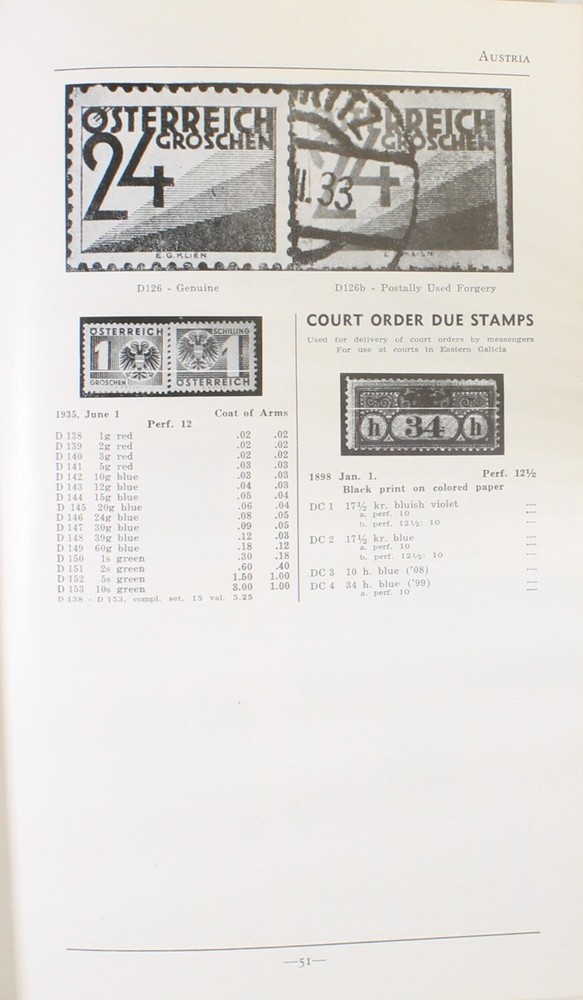 AUSTRIA
ÖSTERREICH
GROSCHEN
24
E.G.KLIEN
RREICH
GROSCHEN
24
33
D126 - Genuine
D126b - Postally Used Forgery
ÖSTERREICH
1
GROSCHEN
SCHILLING
1
ÖSTERREICH
1935, June 1 Coat of Arms
Perf. 12
D 138 1g red .02 .02
D 139 2g red .02 .02
D 140 3g red .02 .02
D 141 5g red .03 .03
D 142 10g blue .03 .03
D 143 12g blue .04 .03
D 144 15g blue .05 .04
D 145 20g blue .06 .04
D 146 24g blue .08 .05
D 147 30g blue .09 .05
D 148 39g blue .12 .03
D 149 60g blue .18 .12
D 150 1s green .30 .18
D 151 2s green .60 .40
D 152 5s green 1.50 1.00
D 153 10s green 3.00 1.00
D 138 - D 153, compl. set, 15 val. 5.25
COURT ORDER DUE STAMPS
Used for delivery of court orders by messengers
For use at courts in Eastern Galicia
h 34 h
1898 Jan. 1. Perf. 12½
Black print on colored paper
DC 1 17½ kr. bluish violet ....
a. perf. 10 ....
b. perf. 12½: 10 ....
DC 2 17½ kr. blue ....
a. perf. 10 ....
b. perf. 12½: 10 ....
DC 3 10 h. blue ('08) ....
DC 4 34 h. blue ('99) ....
a. perf. 10 ....
—51—